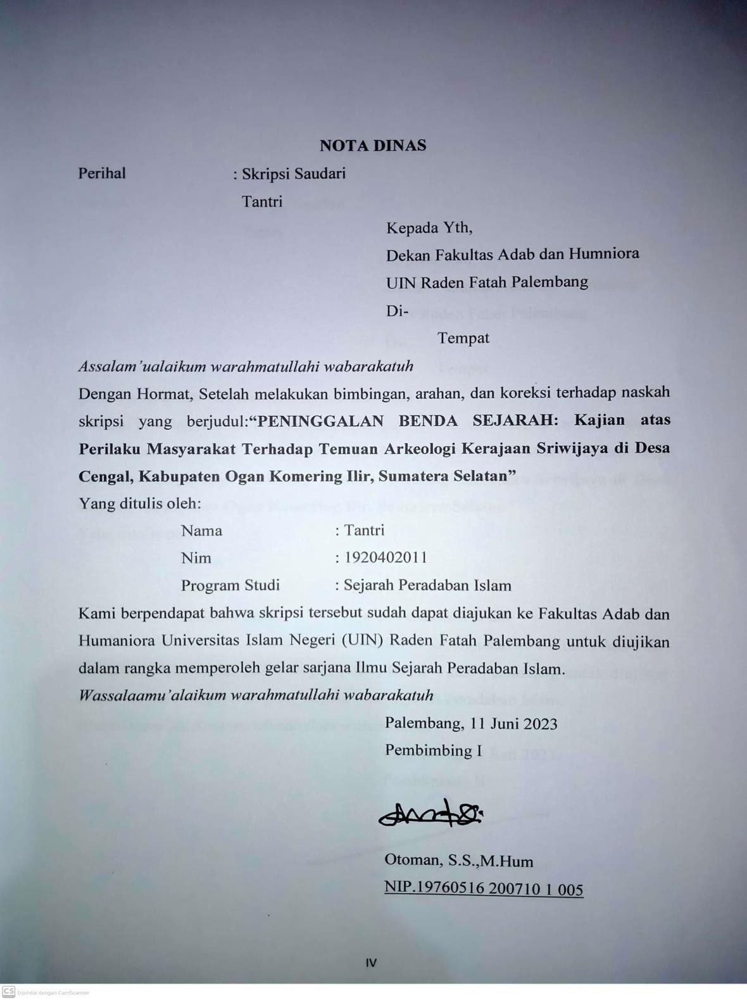 NOTA DINAS
Perihal : Skripsi Saudari
Tantri
Kepada Yth,
Dekan Fakultas Adab dan Humniora
UIN Raden Fatah Palembang
Di-
Tempat
Assalam’ualaikum warahmatullahi wabarakatuh
Dengan Hormat, Setelah melakukan bimbingan, arahan, dan koreksi terhadap naskah
skripsi yang berjudul:“PENINGGALAN BENDA SEJARAH: Kajian atas
Perilaku Masyarakat Terhadap Temuan Arkeologi Kerajaan Sriwijaya di Desa
Cengal, Kabupaten Ogan Komering Ilir, Sumatera Selatan”
Yang ditulis oleh:
Nama : Tantri
Nim : 1920402011
Program Studi : Sejarah Peradaban Islam
Kami berpendapat bahwa skripsi tersebut sudah dapat diajukan ke Fakultas Adab dan
Humaniora Universitas Islam Negeri (UIN) Raden Fatah Palembang untuk diujikan
dalam rangka memperoleh gelar sarjana Ilmu Sejarah Peradaban Islam.
Wassalaamu’alaikum warahmatullahi wabarakatuh
Palembang, 11 Juni 2023
Pembimbing I
Otoman, S.S.,M.Hum
NIP.19760516 200710 1 005
IV
CS Dipindai dengan CamScanner